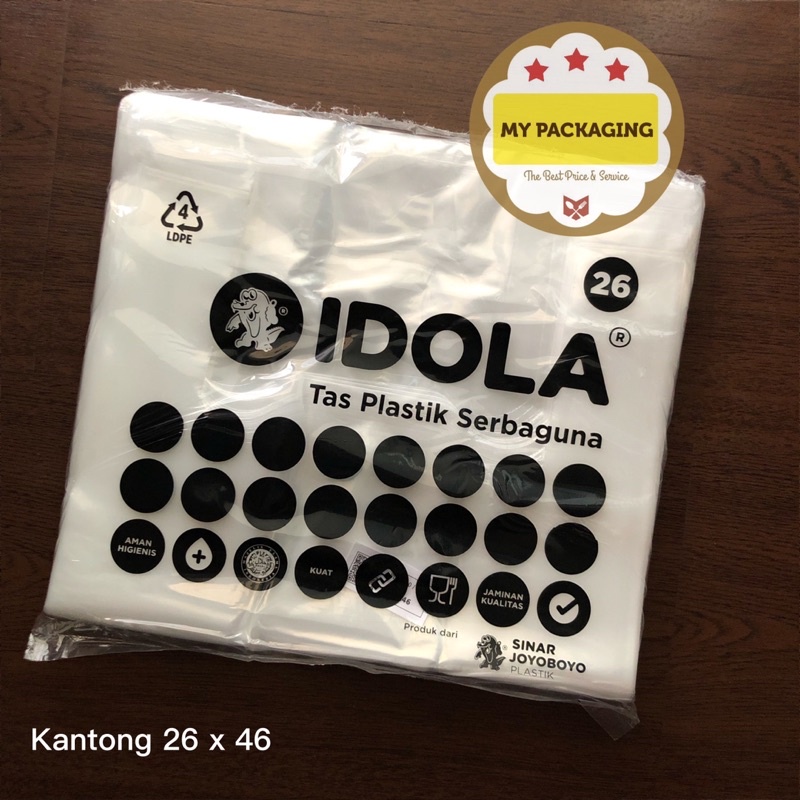 MY PACKAGING
The Best Price & Service
4
LDPE
26
IDOLA ®
®
Tas Plastik Serbaguna
AMAN
HIGIENIS
KUAT
JAMINAN
KUALITAS
46
Produk dari
SINAR
JOYOBOYO
PLASTIK
Kantong 26 x 46